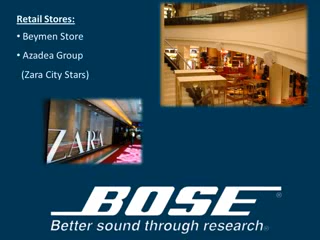 Retail Stores:
• Beymen Store
• Azadea Group
(Zara City Stars)
ZARA
BOSE®
Better sound through research®